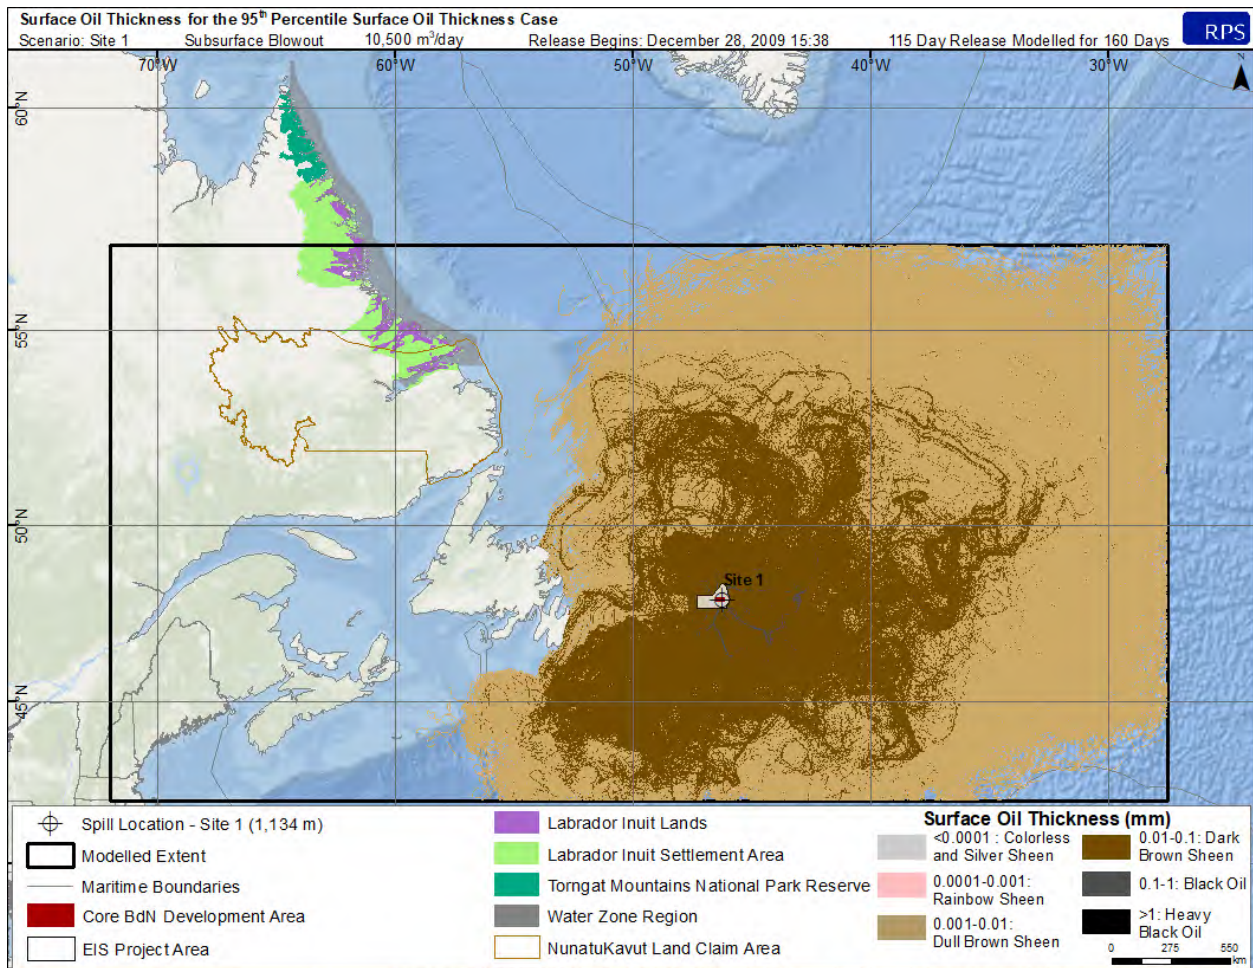 Surface Oil Thickness for the 95th Percentile Surface Oil Thickness Case
Scenario: Site 1 Subsurface Blowout 10,500 m³/day Release Begins: December 28, 2009 15:38 115 Day Release Modelled for 160 Days
RPS
70°W 60°W 50°W 40°W 30°W
N
60°N
55°N
50°N
45°N
Site 1
Spill Location - Site 1 (1,134 m)
Modelled Extent
Maritime Boundaries
Core BdN Development Area
EIS Project Area
Labrador Inuit Lands
Labrador Inuit Settlement Area
Torngat Mountains National Park Reserve
Water Zone Region
NunatuKavut Land Claim Area
Surface Oil Thickness (mm)
<0.0001 : Colorless
and Silver Sheen
0.0001-0.001:
Rainbow Sheen
0.001-0.01:
Dull Brown Sheen
0.01-0.1: Dark
Brown Sheen
0.1-1: Black Oil
>1: Heavy
Black Oil
0 275 550
km